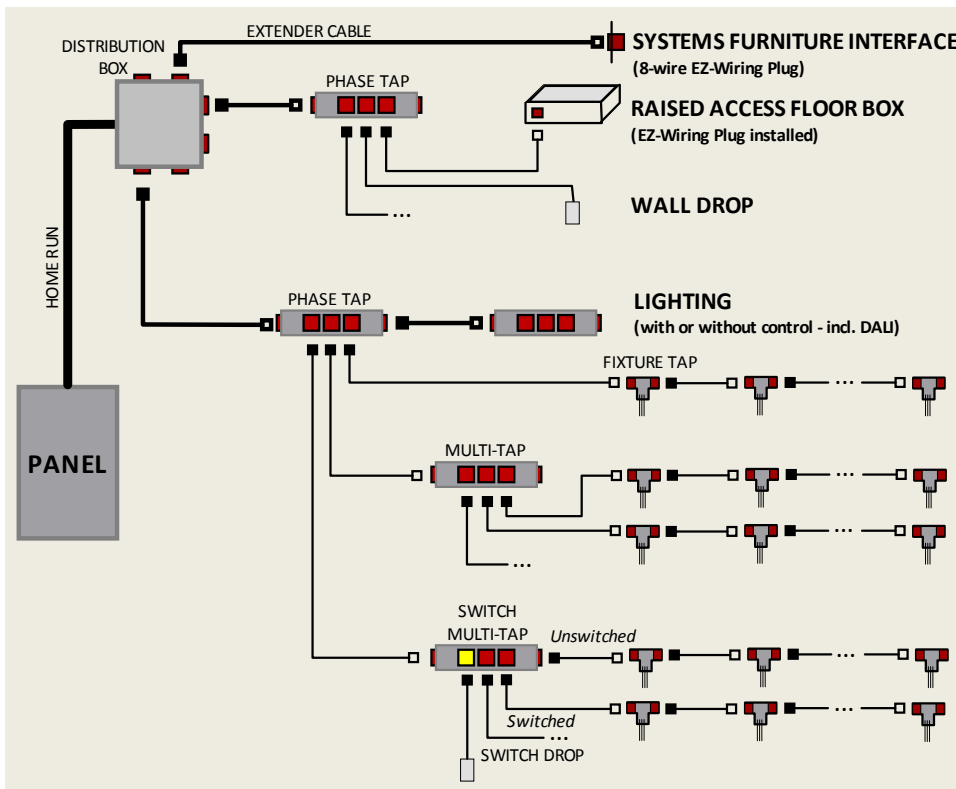 EXTENDER CABLE
DISTRIBUTION
BOX
SYSTEMS FURNITURE INTERFACE
(8-wire EZ-Wiring Plug)
PHASE TAP
RAISED ACCESS FLOOR BOX
(EZ-Wiring Plug installed)
WALL DROP
...
HOME RUN
PHASE TAP
LIGHTING
(with or without control - incl. DALI)
FIXTURE TAP
...
PANEL
MULTI-TAP
...
...
...
SWITCH
MULTI-TAP
Unswitched
...
Switched
...
...
SWITCH DROP